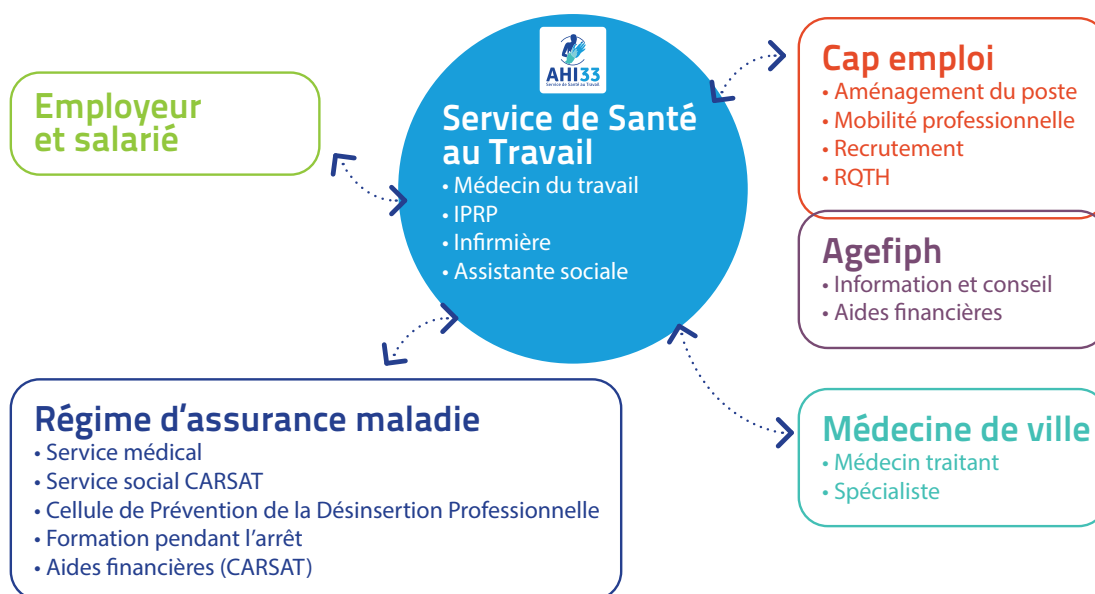 AHI33
Service de Santé au Travail
Service de Santé
au Travail
• Médecin du travail
• IPRP
• Infirmière
• Assistante sociale
Employeur
et salarié
Cap emploi
• Aménagement du poste
• Mobilité professionnelle
• Recrutement
• RQTH
Agefiph
• Information et conseil
• Aides financières
Régime d'assurance maladie
• Service médical
• Service social CARSAT
• Cellule de Prévention de la Désinsertion Professionnelle
• Formation pendant l'arrêt
• Aides financières (CARSAT)
Médecine de ville
• Médecin traitant
• Spécialiste